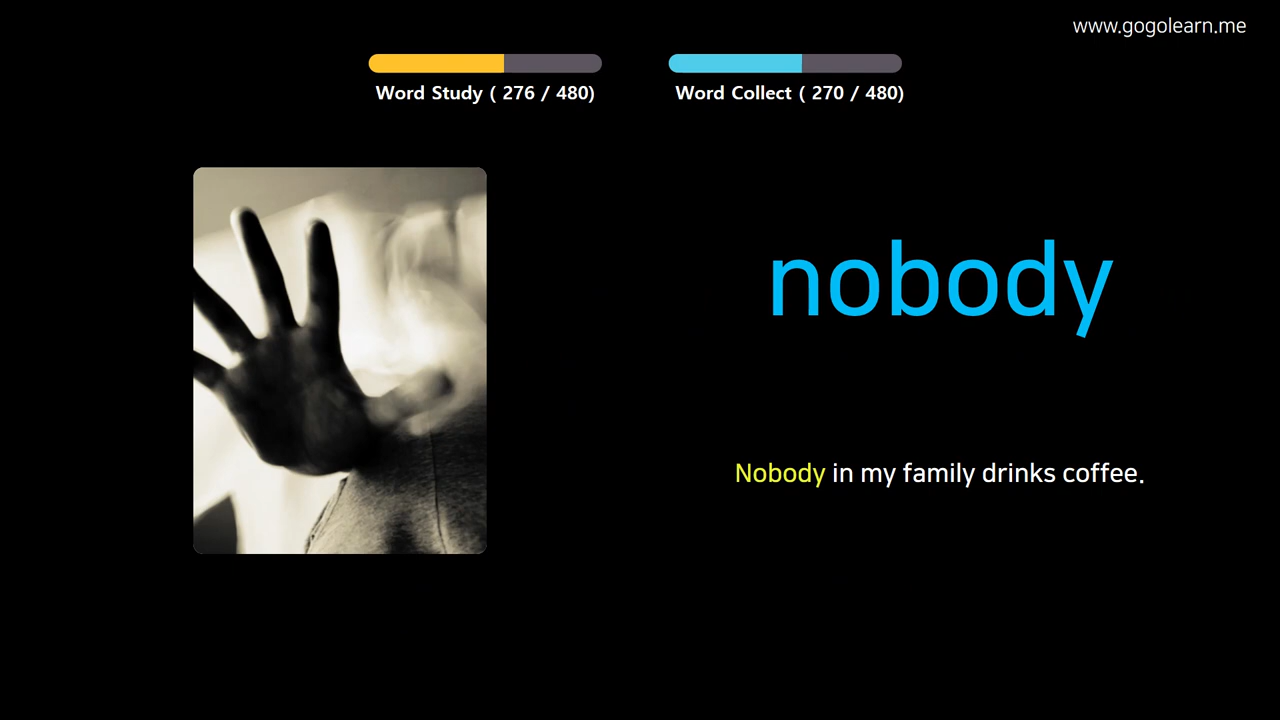 www.gogolearn.me
Word Study ( 276 / 480)
Word Collect ( 270 / 480)
nobody
Nobody in my family drinks coffee.